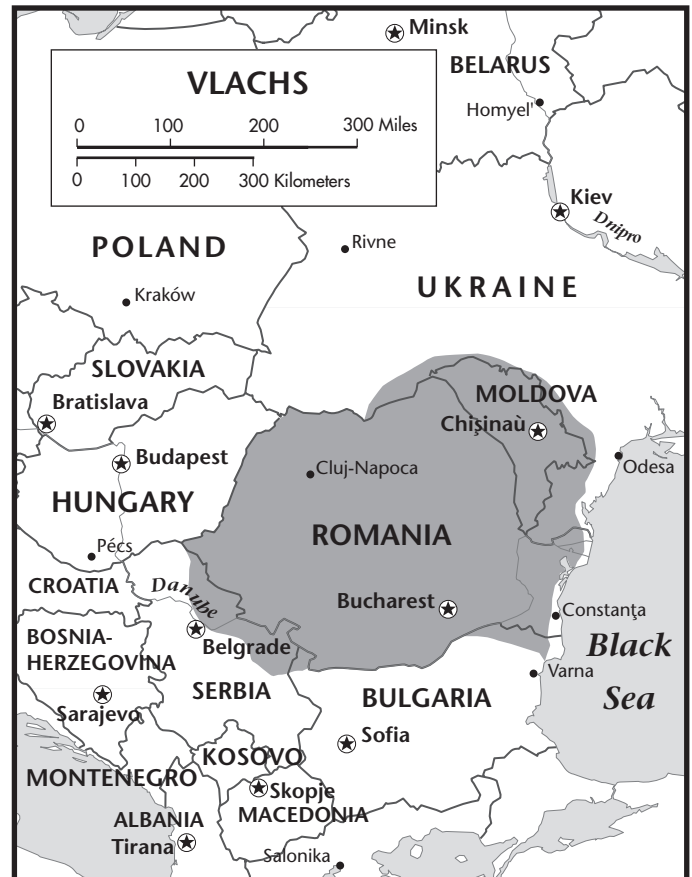 Minsk
BELARUS
Homyel'
VLACHS
0 100 200 300 Miles
0 100 200 300 Kilometers
Kiev
Dnipro
Rivne
POLAND
UKRAINE
Kraków
SLOVAKIA
Bratislava
MOLDOVA
Chişinaù
Budapest
Cluj-Napoca
Odesa
HUNGARY
ROMANIA
Pécs
CROATIA
Danube
Bucharest
Constanţa
BOSNIA-
HERZEGOVINA
Belgrade
Black
Sea
Varna
SERBIA
BULGARIA
Sarajevo
Sofia
KOSOVO
MONTENEGRO
Skopje
MACEDONIA
ALBANIA
Tirana
Salonika